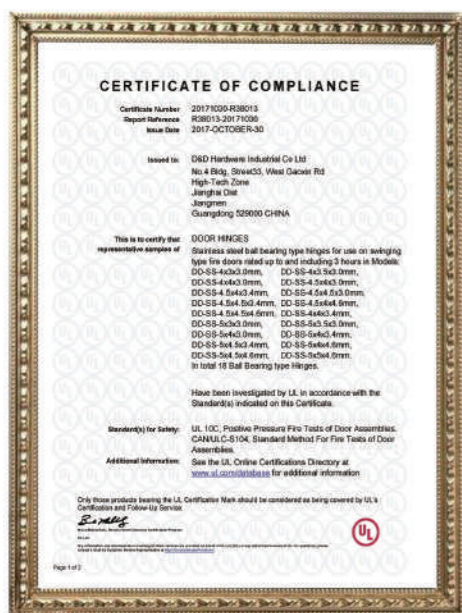 CERTIFICATE OF COMPLIANCE
Certificate Number 20171030-R38013
Report Reference R38013-20171030
Issue Date 2017-OCTOBER-30
Issued to: D&D Hardware Industrial Co Ltd
No.4 Bldg, Street33, West Gaoxin Rd
High-Tech Zone
Jianghai Dist
Jiangmen
Guangdong 529000 CHINA
This is to certify that DOOR HINGES
representative samples of Stainless steel ball bearing type hinges for use on swinging
type fire doors rated up to and including 3 hours in Models:
DD-SS-4x3x3.0mm, DD-SS-4x3.5x3.0mm,
DD-SS-4x4x3.0mm, DD-SS-4.5x4x3.0mm,
DD-SS-4.5x4x3.4mm, DD-SS-4.5x4.5x3.0mm,
DD-SS-4.5x4.5x3.4mm, DD-SS-4.5x4x4.6mm,
DD-SS-4.5x4.5x4.6mm, DD-SS-4x4x3.4mm,
DD-SS-5x3x3.0mm, DD-SS-5x3.5x3.0mm,
DD-SS-5x4x3.0mm, DD-SS-5x4x3.4mm,
DD-SS-5x4.5x3.4mm, DD-SS-5x4x4.6mm,
DD-SS-5x4.5x4.6mm, DD-SS-5x5x4.6mm.
In total 18 Ball Bearing type Hinges.
Have been investigated by UL in accordance with the
Standard(s) indicated on this Certificate.
Standard(s) for Safety: UL 10C, Positive Pressure Fire Tests of Door Assemblies.
CAN/ULC-S104, Standard Method For Fire Tests of Door
Assemblies.
Additional Information: See the UL Online Certifications Directory at
www.ul.com/database for additional information
Only those products bearing the UL Certification Mark should be considered as being covered by UL's
Certification and Follow-Up Service.
UL
Page 1 of 2